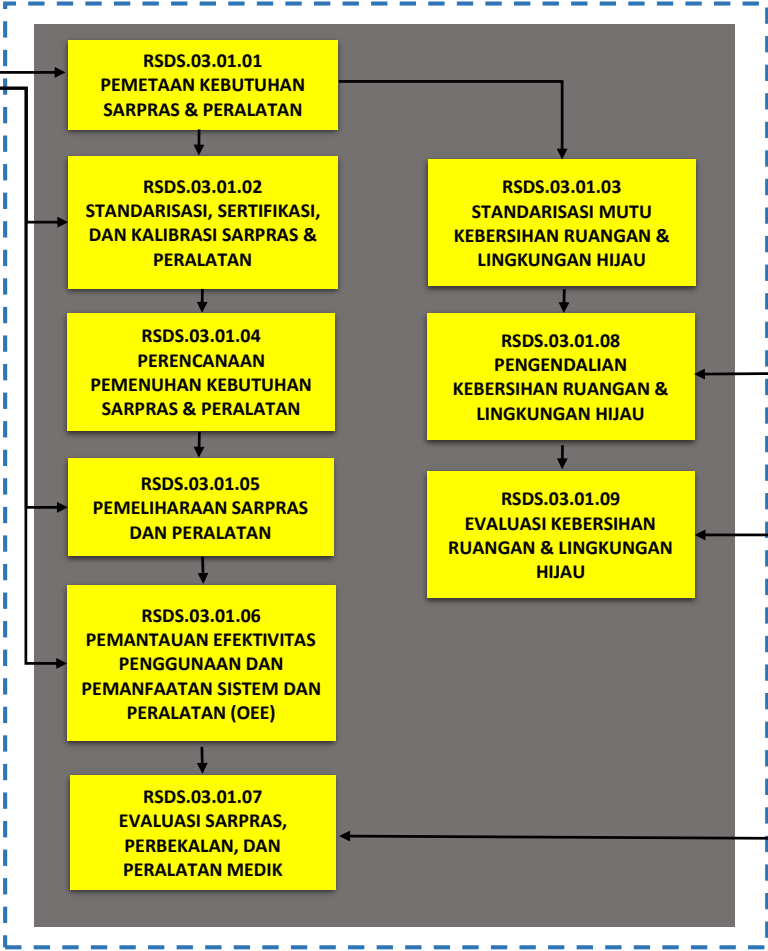 RSDS.03.01.01
PEMETAAN KEBUTUHAN
SARPRAS & PERALATAN
RSDS.03.01.02
STANDARISASI, SERTIFIKASI,
DAN KALIBRASI SARPRAS &
PERALATAN
RSDS.03.01.03
STANDARISASI MUTU
KEBERSIHAN RUANGAN &
LINGKUNGAN HIJAU
RSDS.03.01.04
PERENCANAAN
PEMENUHAN KEBUTUHAN
SARPRAS & PERALATAN
RSDS.03.01.08
PENGENDALIAN
KEBERSIHAN RUANGAN &
LINGKUNGAN HIJAU
RSDS.03.01.05
PEMELIHARAAN SARPRAS
DAN PERALATAN
RSDS.03.01.09
EVALUASI KEBERSIHAN
RUANGAN & LINGKUNGAN
HIJAU
RSDS.03.01.06
PEMANTAUAN EFEKTIVITAS
PENGGUNAAN DAN
PEMANFAATAN SISTEM DAN
PERALATAN (OEE)
RSDS.03.01.07
EVALUASI SARPRAS,
PERBEKALAN, DAN
PERALATAN MEDIK